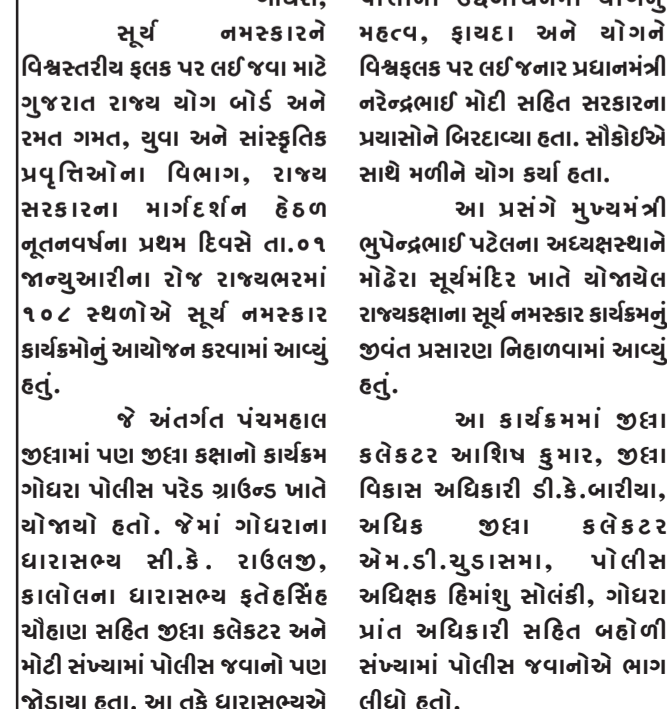 ગોધરા,
સૂર્ય નમસ્કારને
વિશ્વસ્તરીય ફલક પર લઈ જવા માટે
ગુજરાત રાજ્ય યોગ બોર્ડ અને
રમત ગમત, યુવા અને સાંસ્કૃતિક
પ્રવૃત્તિઓના વિભાગ, રાજ્ય
સરકારના માર્ગદર્શન હેઠળ
નૂતનવર્ષના પ્રથમ દિવસે તા.૦૧
જાન્યુઆરીના રોજ રાજ્યભરમાં
૧૦૮ સ્થળોએ સૂર્ય નમસ્કાર
કાર્યક્રમોનું આયોજન કરવામાં આવ્યું
હતું.
જે અંતર્ગત પંચમહાલ
જીલ્લામાં પણ જીલ્લા કક્ષાનો કાર્યક્રમ
ગોધરા પોલીસ પરેડ ગ્રાઉન્ડ ખાતે
યોજાયો હતો. જેમાં ગોધરાના
ધારાસભ્ય સી.કે. રાઉલજી,
કાલોલના ધારાસભ્ય ફતેહસિંહ
ચૌહાણ સહિત જીલ્લા કલેકટર અને
મોટી સંખ્યામાં પોલીસ જવાનો પણ
જોડાયા હતા. આ તકે ધારાસભ્યએ
પોતાના ઉદ્દબોધનમાં યોગનું
મહત્વ, ફાયદા અને યોગને
વિશ્વફલક પર લઈ જનાર પ્રધાનમંત્રી
નરેન્દ્રભાઈ મોદી સહિત સરકારના
પ્રયાસોને બિરદાવ્યા હતા. સૌકોઈએ
સાથે મળીને યોગ કર્યા હતા.
આ પ્રસંગે મુખ્યમંત્રી
ભુપેન્દ્રભાઈ પટેલના અધ્યક્ષસ્થાને
મોઢેરા સૂર્યમંદિર ખાતે યોજાયેલ
રાજ્યકક્ષાના સૂર્ય નમસ્કાર કાર્યક્રમનું
જીવંત પ્રસારણ નિહાળવામાં આવ્યું
હતું.
આ કાર્યક્રમમાં જીલ્લા
કલેકટર આશિષ કુમાર, જીલ્લા
વિકાસ અધિકારી ડી.કે.બારીયા,
અધિક જીલ્લા કલેકટર
એમ.ડી.ચુડાસમા, પોલીસ
અધિક્ષક હિમાંશુ સોલંકી, ગોધરા
પ્રાંત અધિકારી સહિત બહોળી
સંખ્યામાં પોલીસ જવાનોએ ભાગ
લીધો હતો.